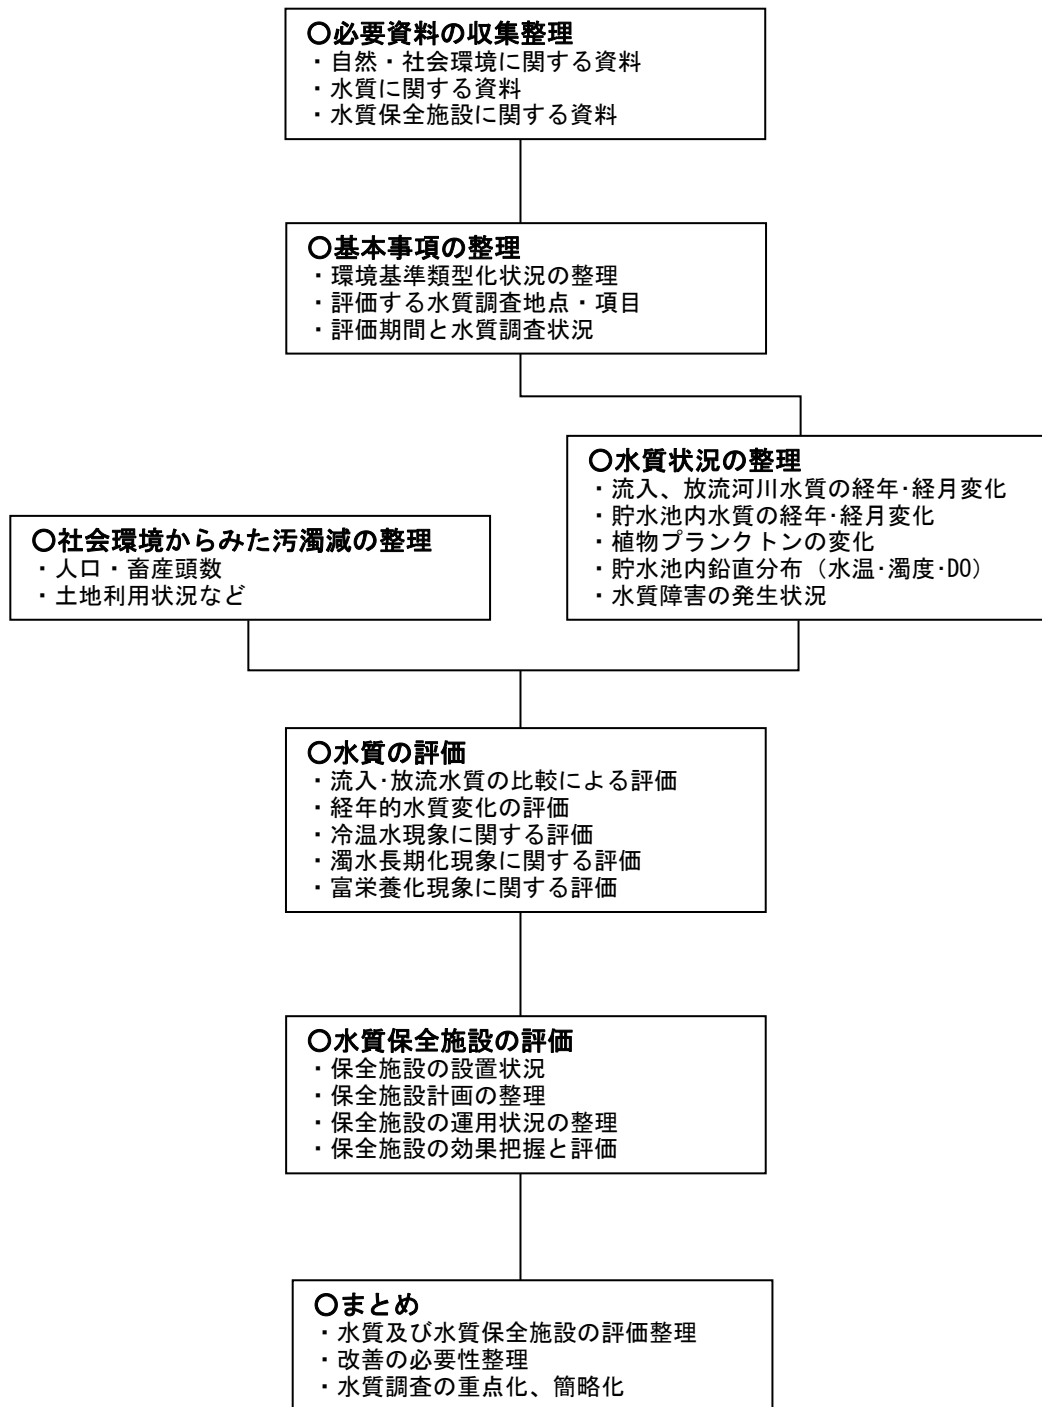 〇必要資料の収集整理
・自然・社会環境に関する資料
・水質に関する資料
・水質保全施設に関する資料
〇基本事項の整理
・環境基準類型化状況の整理
・評価する水質調査地点・項目
・評価期間と水質調査状況
〇水質状況の整理
・流入、放流河川水質の経年･経月変化
・貯水池内水質の経年･経月変化
・植物プランクトンの変化
・貯水池内鉛直分布（水温･濁度･DO）
・水質障害の発生状況
〇社会環境からみた汚濁減の整理
・人口・畜産頭数
・土地利用状況など
〇水質の評価
・流入･放流水質の比較による評価
・経年的水質変化の評価
・冷温水現象に関する評価
・濁水長期化現象に関する評価
・富栄養化現象に関する評価
〇水質保全施設の評価
・保全施設の設置状況
・保全施設計画の整理
・保全施設の運用状況の整理
・保全施設の効果把握と評価
〇まとめ
・水質及び水質保全施設の評価整理
・改善の必要性整理
・水質調査の重点化、簡略化